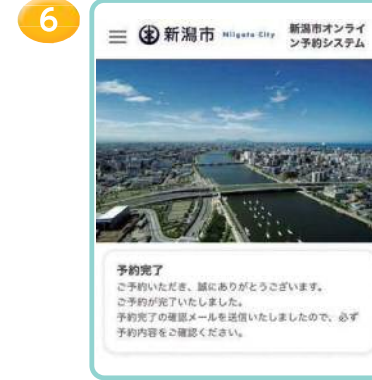 6
新潟市 Niigata City 新潟市オンライ
ン予約システム
予約完了
ご予約いただき、誠にありがとうございます。
ご予約が完了いたしました。
予約完了の確認メールを送信いたしましたので、必ず
予約内容をご確認ください。